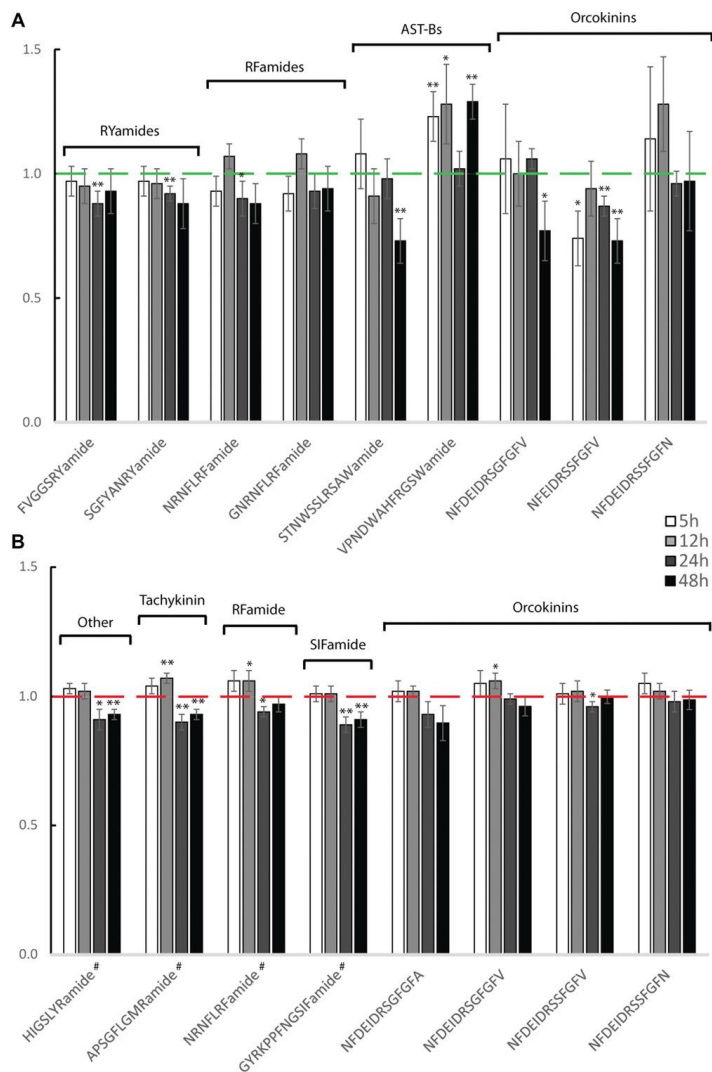 A
Orcokinins
AST-Bs
RFamides
RYamides
1.5
1.0
0.5
0.0
** ** * ** ** * ** * * ** **
FVGGSRYamide
SGFYANRYamide
NRNFLRFamide
GNRNFLRFamide
STNWSSLRSAWamide
VPNDWAHFRGSWamide
NFDEIDRSGFGFV
NFEIDRSSFGFV
NFDEIDRSSFGFN
5h
12h
24h
48h
B
Other
Tachykinin
RFamide
SIFamide
Orcokinins
1.5
1.0
0.5
0.0
* ** ** ** ** * * ** ** * *
HIGSLYRamide#
APSGFLGMRamide#
NRNFLRFamide#
GYRKPPFNGSIFamide#
NFDEIDRSGFGFA
NFDEIDRSGFGFV
NFDEIDRSSFGFV
NFDEIDRSSFGFN